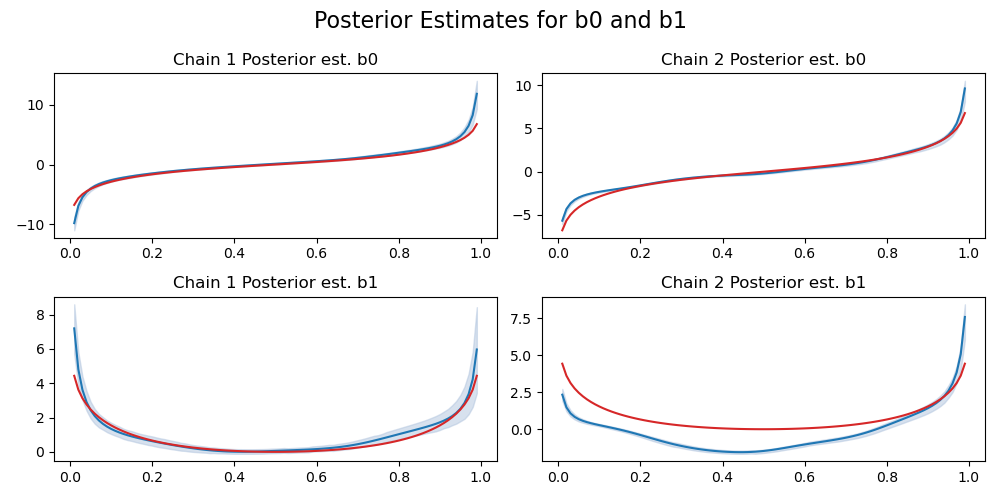 Posterior Estimates for b0 and b1
Chain 1 Posterior est. b0
Chain 2 Posterior est. b0
10
0
−10
0.0 0.2 0.4 0.6 0.8 1.0
10
5
0
−5
0.0 0.2 0.4 0.6 0.8 1.0
Chain 1 Posterior est. b1
Chain 2 Posterior est. b1
8
6
4
2
0
0.0 0.2 0.4 0.6 0.8 1.0
7.5
5.0
2.5
0.0
0.0 0.2 0.4 0.6 0.8 1.0